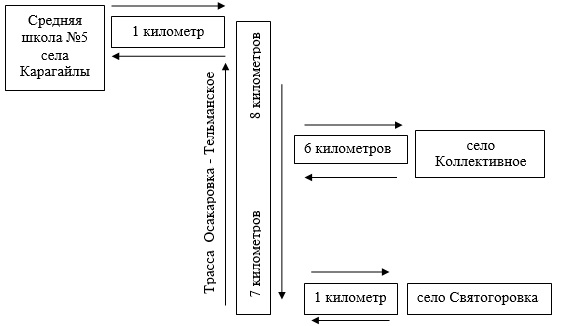 Средняя
школа №5
села
Карагайлы
1 километр
8 километров
Трасса Осакаровка - Тельманское
6 километров
село
Коллективное
7 километров
1 километр
село Святогоровка